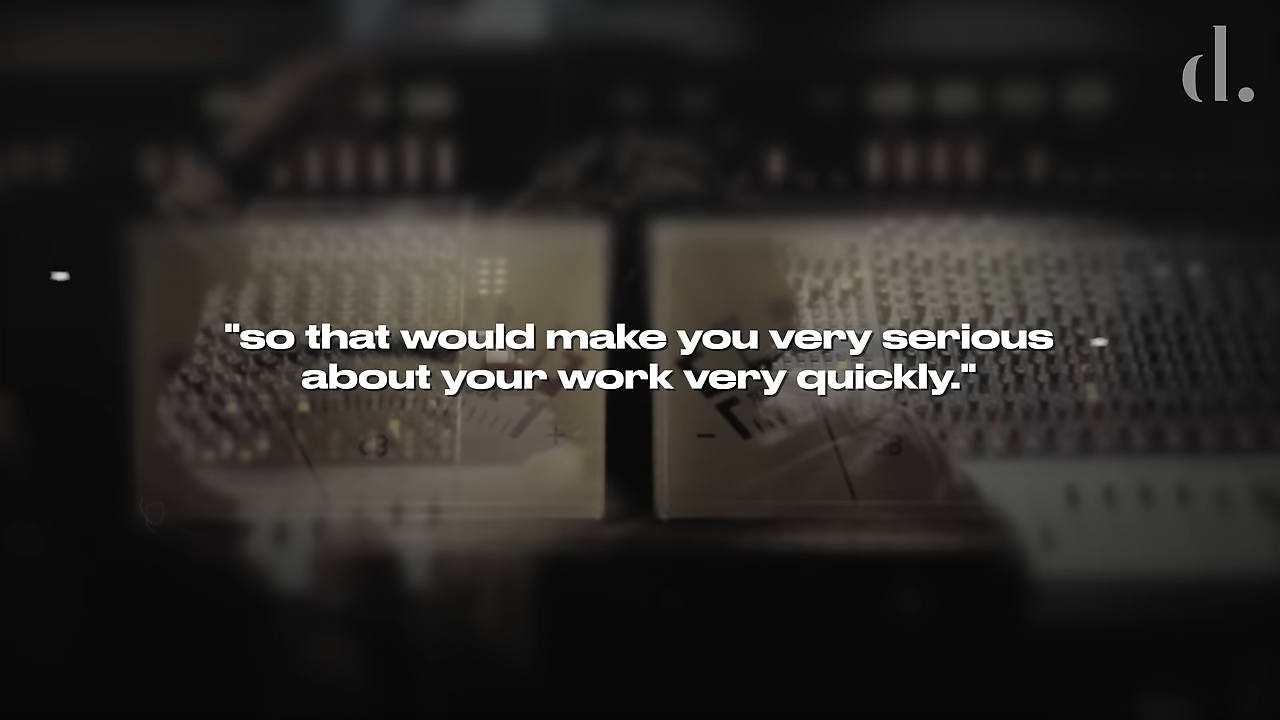 d.
"so that would make you very serious
about your work very quickly."
+
-